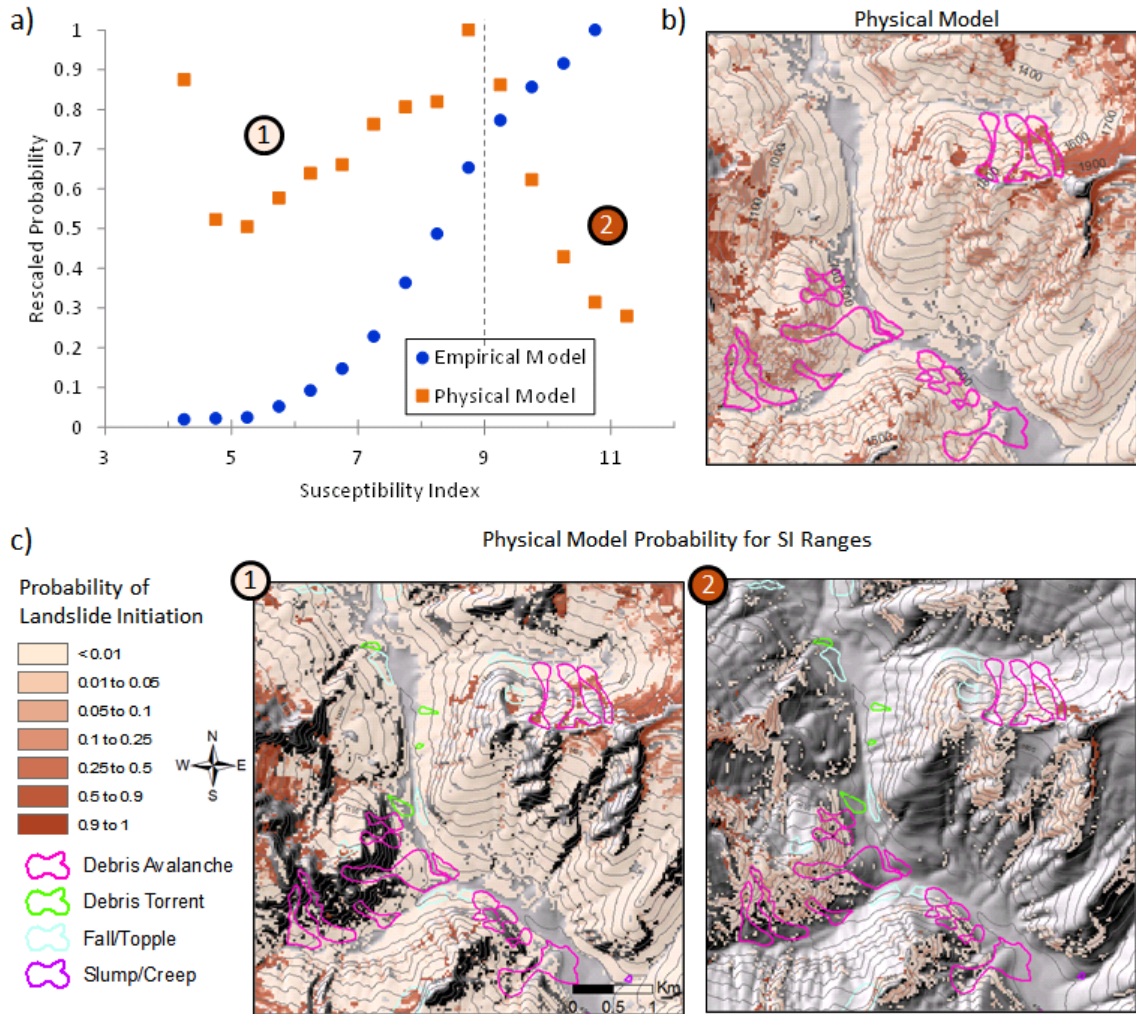 a)
1
0.9
0.8
0.7
0.6
0.5
0.4
0.3
0.2
0.1
0
Rescaled Probability
1
2
Empirical Model
Physical Model
3 5 7 9 11
Susceptibility Index
b) Physical Model
1400
1700
1600
1900
1000
500
1500
c) Physical Model Probability for SI Ranges
1
2
Probability of
Landslide Initiation
<0.01
0.01 to 0.05
0.05 to 0.1
0.1 to 0.25
0.25 to 0.5
0.5 to 0.9
0.9 to 1
N
W E
S
Debris Avalanche
Debris Torrent
Fall/Topple
Slump/Creep
Km
0 0.5 1